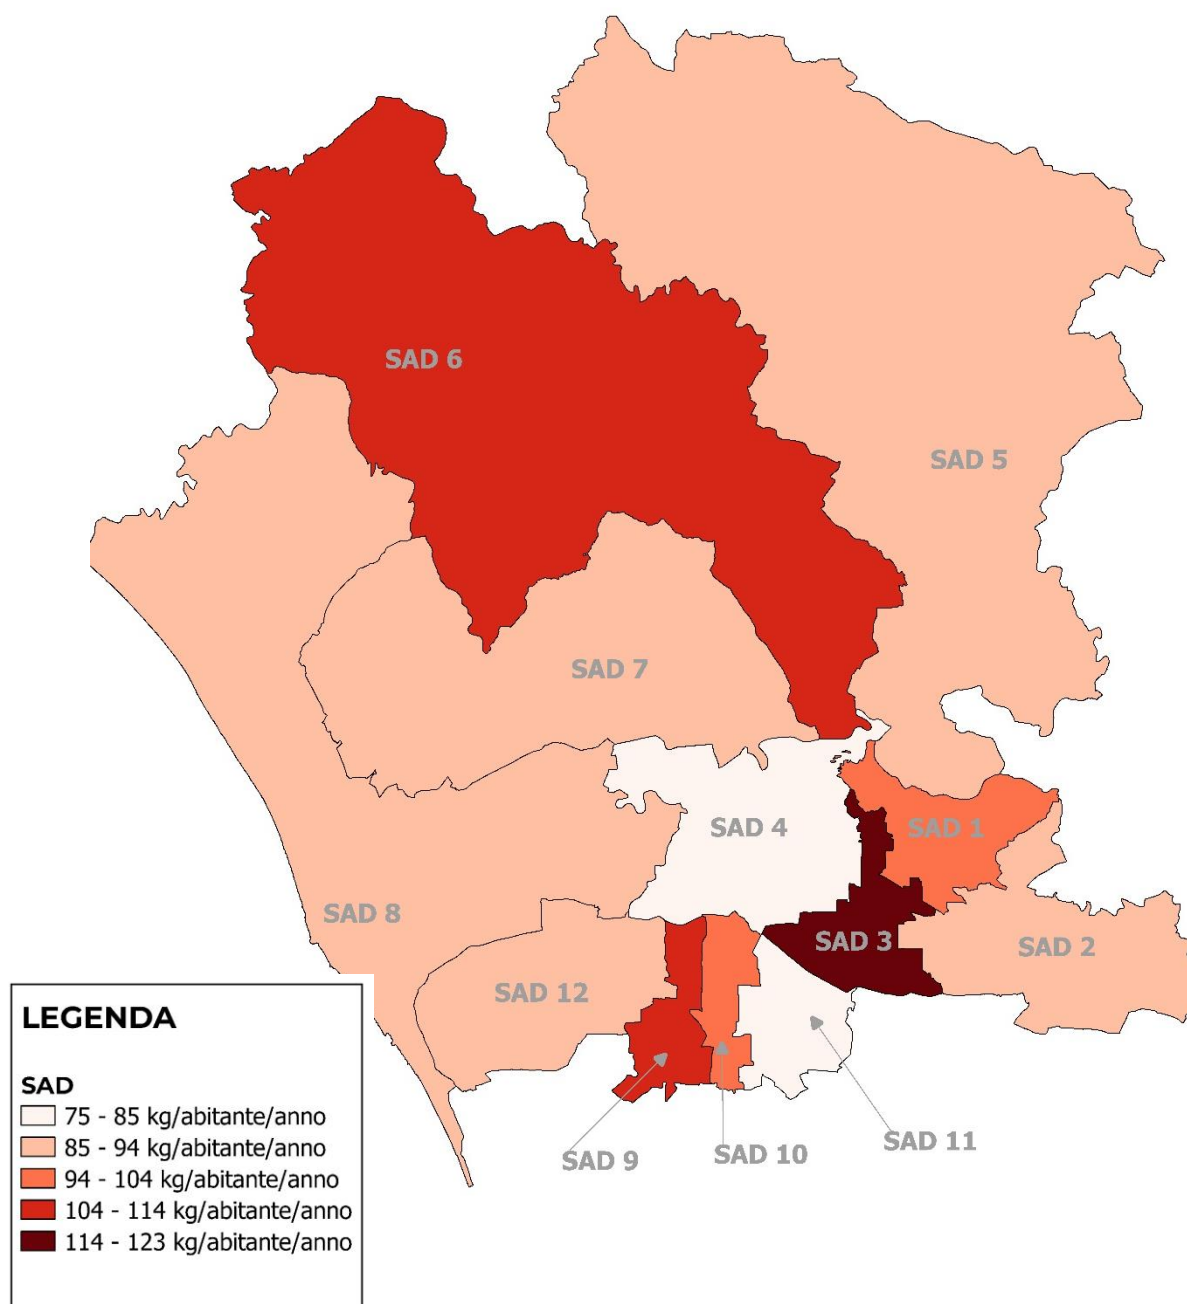 SAD 6
SAD 5
SAD 7
SAD 4
SAD 1
SAD 8
SAD 3
SAD 2
SAD 12
SAD 11
SAD 10
SAD 9
LEGENDA
SAD
75 - 85 kg/abitante/anno
85 - 94 kg/abitante/anno
94 - 104 kg/abitante/anno
104 - 114 kg/abitante/anno
114 - 123 kg/abitante/anno